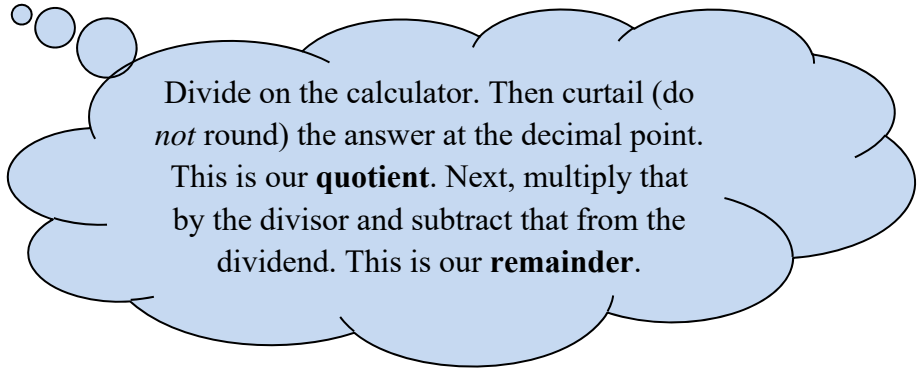 Divide on the calculator. Then curtail (do
not round) the answer at the decimal point.
This is our quotient. Next, multiply that
by the divisor and subtract that from the
dividend. This is our remainder.